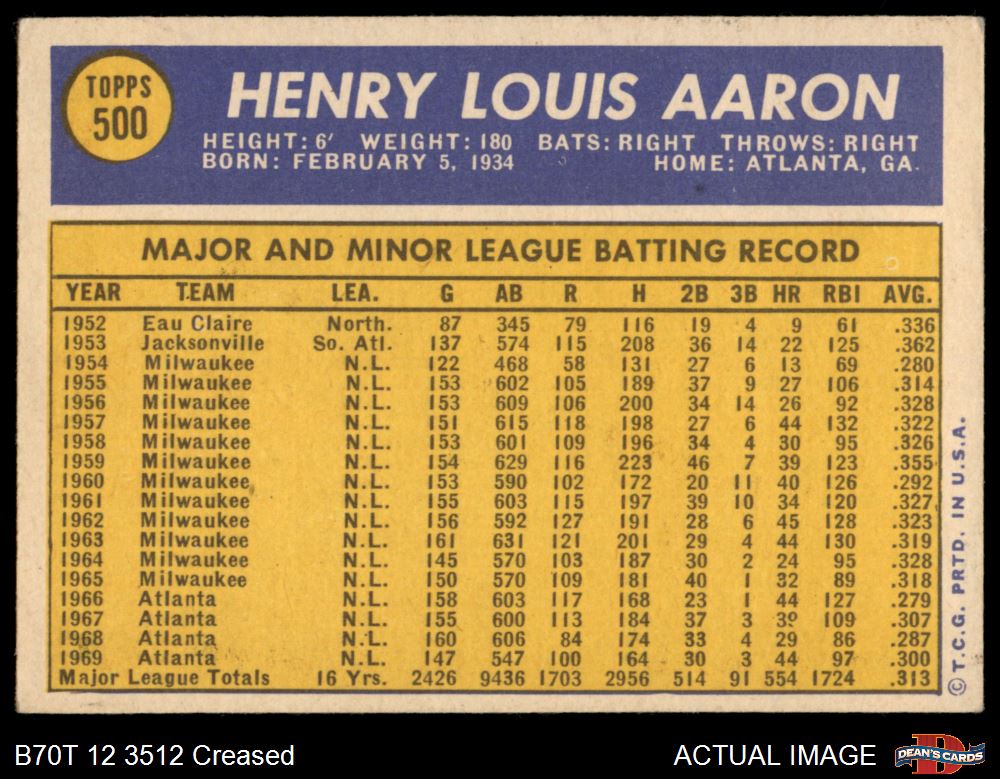 TOPPS
500
HENRY LOUIS AARON
HEIGHT: 6' WEIGHT: 180 BATS: RIGHT THROWS: RIGHT
BORN: FEBRUARY 5, 1934 HOME: ATLANTA, GA.
MAJOR AND MINOR LEAGUE BATTING RECORD
YEAR TEAM LEA. G AB R H 2B 3B HR RBI AVG.
1952 Eau Claire North. 87 345 79 116 19 4 9 61 .336
1953 Jacksonville So. Atl. 137 574 115 208 36 14 22 125 .362
1954 Milwaukee N.L. 122 468 58 131 27 6 13 69 .280
1955 Milwaukee N.L. 153 602 105 189 37 9 27 106 .314
1956 Milwaukee N.L. 153 609 106 200 34 14 26 92 .328
1957 Milwaukee N.L. 151 615 118 198 27 6 44 132 .322
1958 Milwaukee N.L. 153 601 109 196 34 4 30 95 .326
1959 Milwaukee N.L. 154 629 116 223 46 7 39 123 .355
1960 Milwaukee N.L. 153 590 102 172 20 11 40 126 .292
1961 Milwaukee N.L. 155 603 115 197 39 10 34 120 .327
1962 Milwaukee N.L. 156 592 127 191 28 6 45 128 .323
1963 Milwaukee N.L. 161 631 121 201 29 4 44 130 .319
1964 Milwaukee N.L. 145 570 103 187 30 2 24 95 .328
1965 Milwaukee N.L. 150 570 109 181 40 1 32 89 .318
1966 Atlanta N.L. 158 603 117 168 23 1 44 127 .279
1967 Atlanta N.L. 155 600 113 184 37 3 39 109 .307
1968 Atlanta N.L. 160 606 84 174 33 4 29 86 .287
1969 Atlanta N.L. 147 547 100 164 30 3 44 97 .300
Major League Totals 16 Yrs. 2426 9436 1703 2956 514 91 554 1724 .313
© T.C.G. PRTD. IN U.S.A.
B70T 12 3512 Creased
ACTUAL IMAGE
D
DEAN'S CARDS